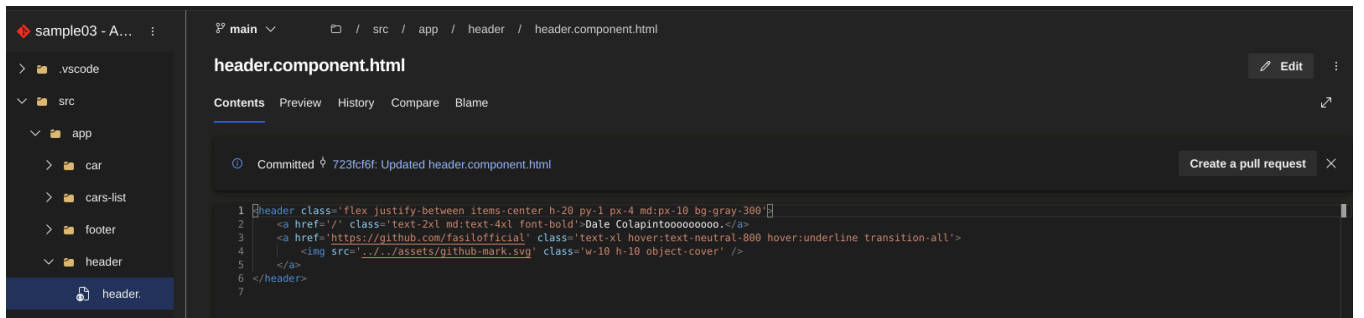 sample03 - A...
.vscode
src
app
car
cars-list
footer
header
header.
main / src / app / header / header.component.html
header.component.html
Edit
Contents Preview History Compare Blame
Committed 723fcf6f: Updated header.component.html
Create a pull request
1 <header class='flex justify-between items-center h-20 py-1 px-4 md:px-10 bg-gray-300'>
2 <a href='/' class='text-2xl md:text-4xl font-bold'>Dale Colapintooooooooo.</a>
3 <a href='https://github.com/fasilofficial' class='text-xl hover:text-neutral-800 hover:underline transition-all'>
4 <img src='../../assets/github-mark.svg' class='w-10 h-10 object-cover' />
5 </a>
6 </header>
7